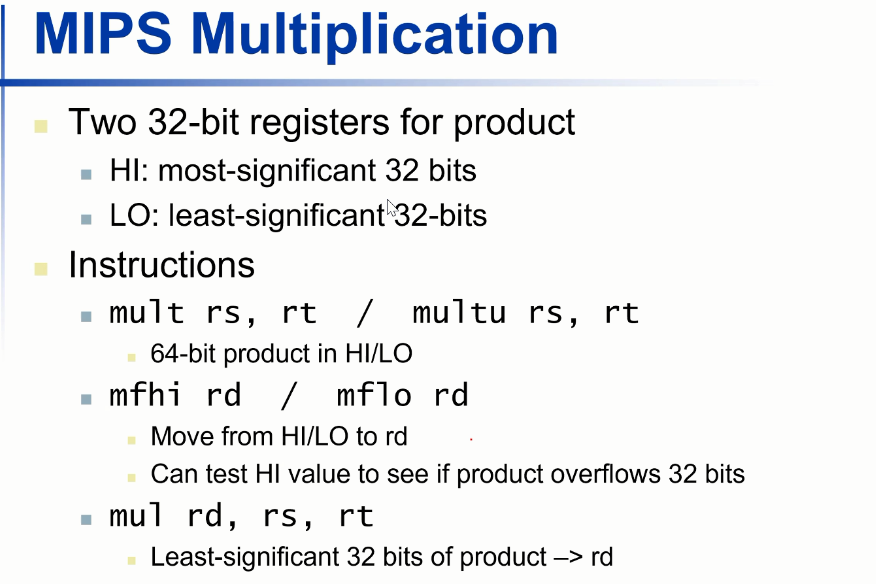 MIPS Multiplication
Two 32-bit registers for product
HI: most-significant 32 bits
LO: least-significant 32-bits
Instructions
mult rs, rt / multu rs, rt
64-bit product in HI/LO
mfhi rd / mflo rd
Move from HI/LO to rd
Can test HI value to see if product overflows 32 bits
mul rd, rs, rt
Least-significant 32 bits of product –> rd